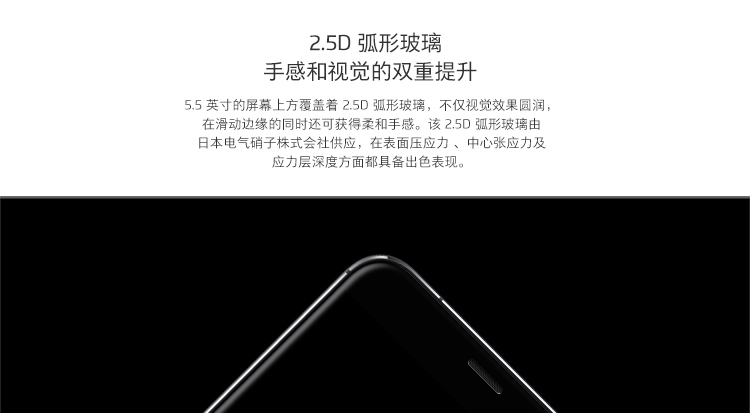 2.5D 弧形玻璃
手感和视觉的双重提升
5.5 英寸的屏幕上方覆盖着 2.5D 弧形玻璃，不仅视觉效果圆润，
在滑动边缘的同时还可获得柔和手感。该 2.5D 弧形玻璃由
日本电气硝子株式会社供应，在表面压应力 、中心张应力及
应力层深度方面都具备出色表现。